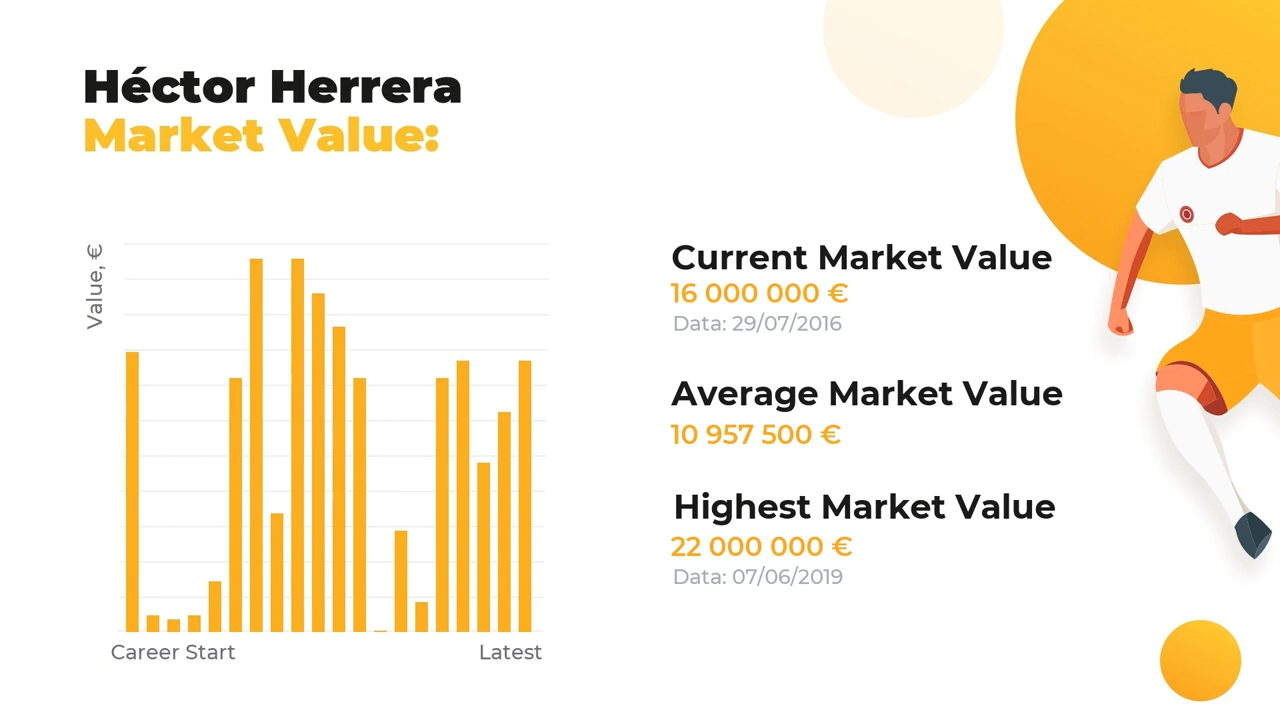 Héctor Herrera
Market Value:
Value, €
Career Start
Latest
Current Market Value
16 000 000 €
Data: 29/07/2016
Average Market Value
10 957 500 €
Highest Market Value
22 000 000 €
Data: 07/06/2019